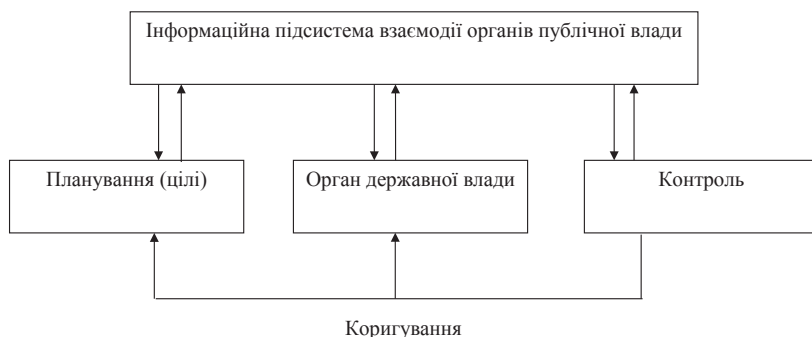 Інформаційна підсистема взаємодії органів публічної влади
Планування (цілі)
Орган державної влади
Контроль
Коригування